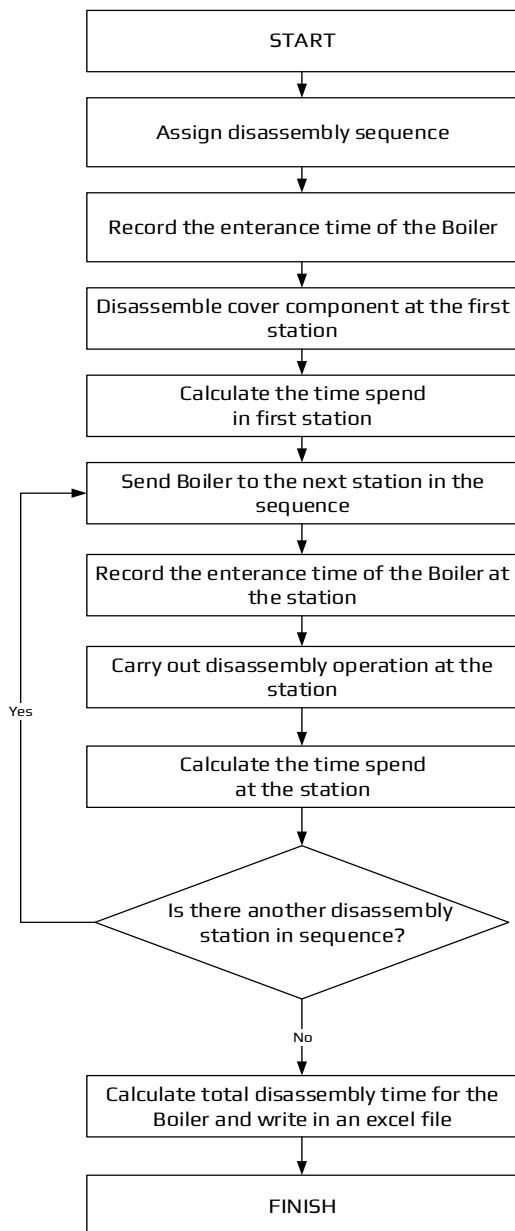 START
Assign disassembly sequence
Record the enterance time of the Boiler
Disassemble cover component at the first
station
Calculate the time spend
in first station
Send Boiler to the next station in the
sequence
Record the enterance time of the Boiler at
the station
Carry out disassembly operation at the
station
Yes
Calculate the time spend
at the station
Is there another disassembly
station in sequence?
No
Calculate total disassembly time for the
Boiler and write in an excel file
FINISH